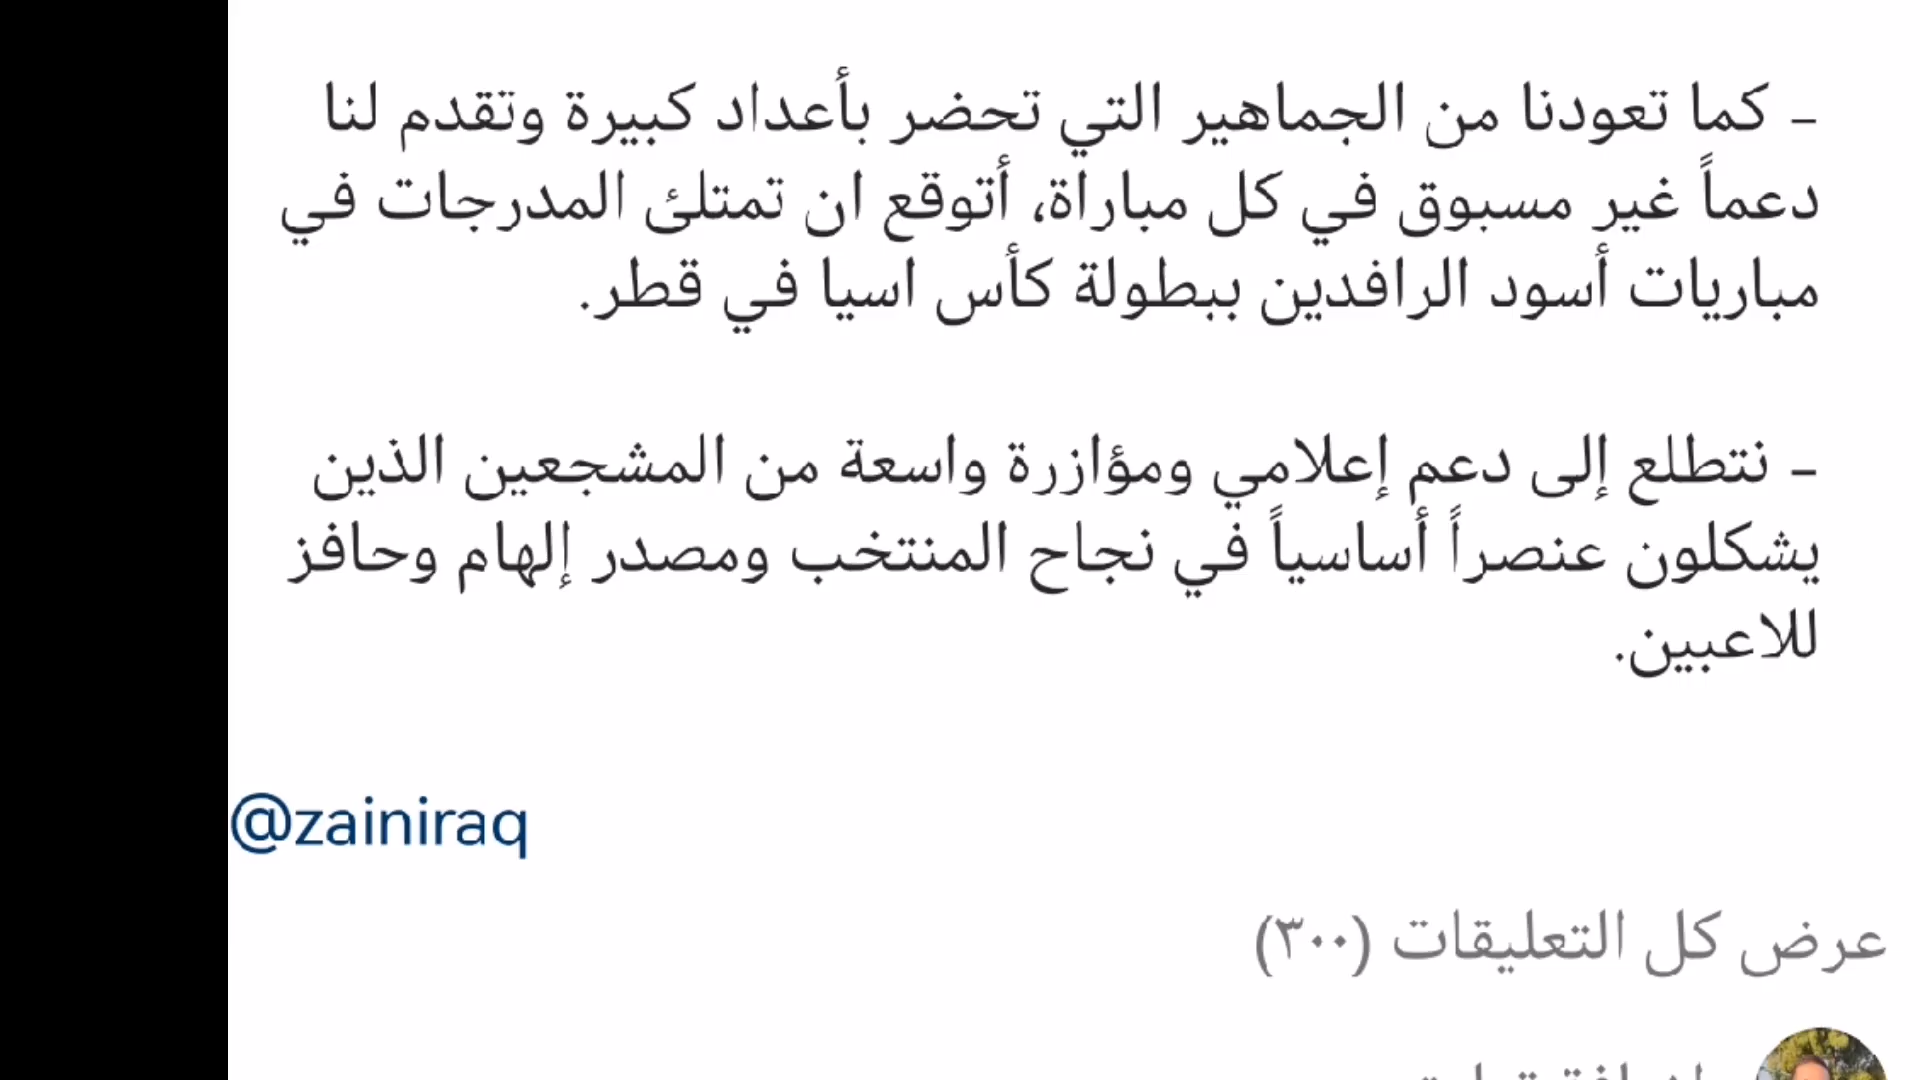 - كما تعودنا من الجماهير التي تحضر بأعداد كبيرة وتقدم لنا
دعماً غير مسبوق في كل مباراة، أتوقع ان تمتلئ المدرجات في
مباريات أسود الرافدين ببطولة كأس اسيا في قطر.
- نتطلع إلى دعم إعلامي ومؤازرة واسعة من المشجعين الذين
يشكلون عنصراً أساسياً في نجاح المنتخب ومصدر إلهام وحافز
للاعبين.
@zainiraq
عرض كل التعليقات (٣٠٠)